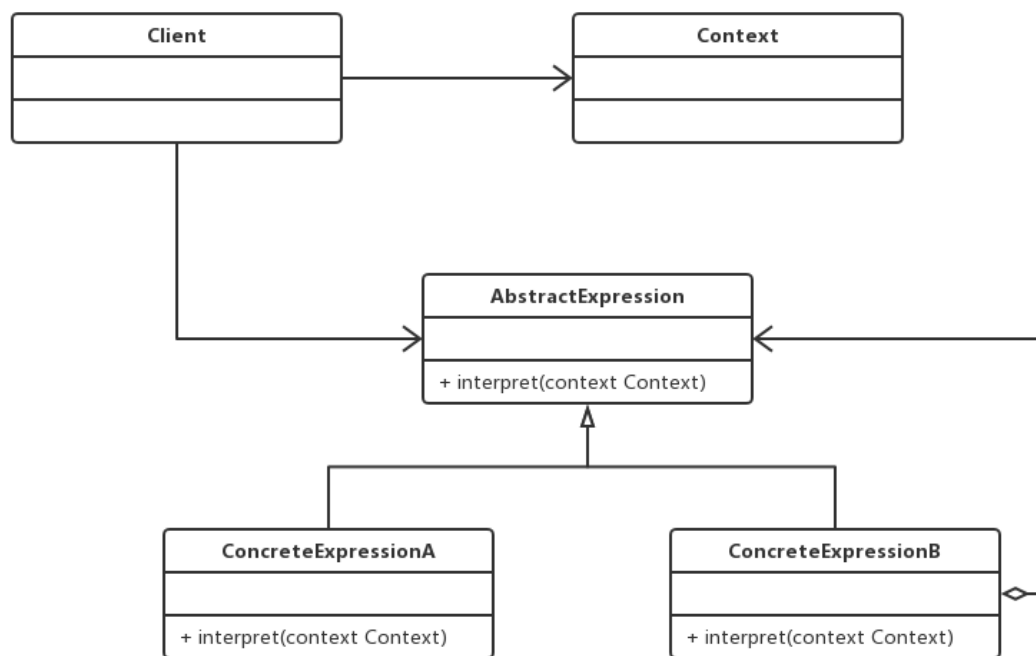 Client
Context
AbstractExpression
+ interpret(context Context)
ConcreteExpressionA
ConcreteExpressionB
+ interpret(context Context)
+ interpret(context Context)